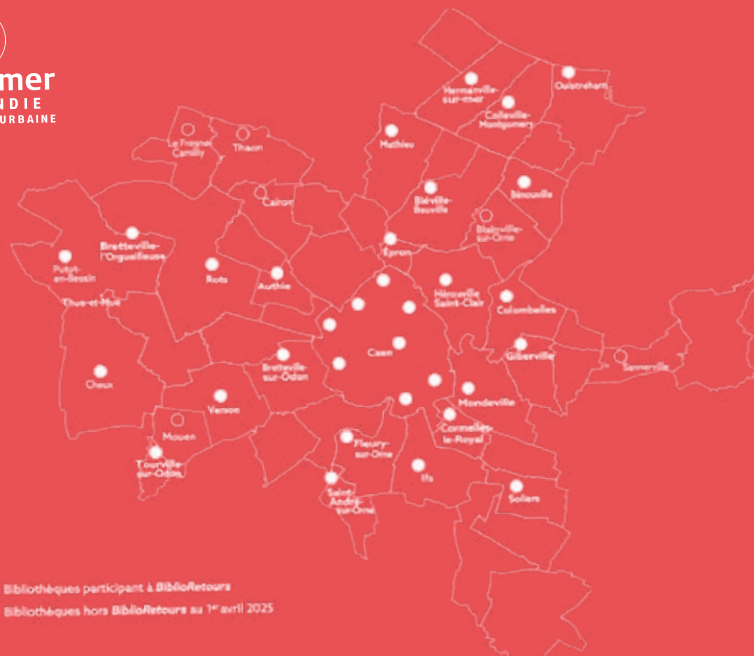 mer
NDIE
URBAINE
Hermanville-
sur-mer
Ouistreham
Colleville-
Montgomery
Mathieu
Le Fresne-
Camilly
Thaon
Cairon
Biéville-
Beuville
Bénouville
Blainville-
sur-Orne
Epron
Bretteville-
l'Orgueilleuse
Putot-
en-Bessin
Thue-et-Mue
Rots
Authie
Hérouville
Saint-Clair
Colombelles
Caen
Giberville
Sannerville
Bretteville-
sur-Odon
Cheux
Verson
Mondeville
Mouen
Cormelles-
le-Royal
Fleury-
sur-Orne
Tourville-
sur-Odon
Ifs
Saint-
André-
sur-Orne
Soliers
Bibliothèques participant à BiblioRetours
Bibliothèques hors BiblioRetours au 1er avril 2025